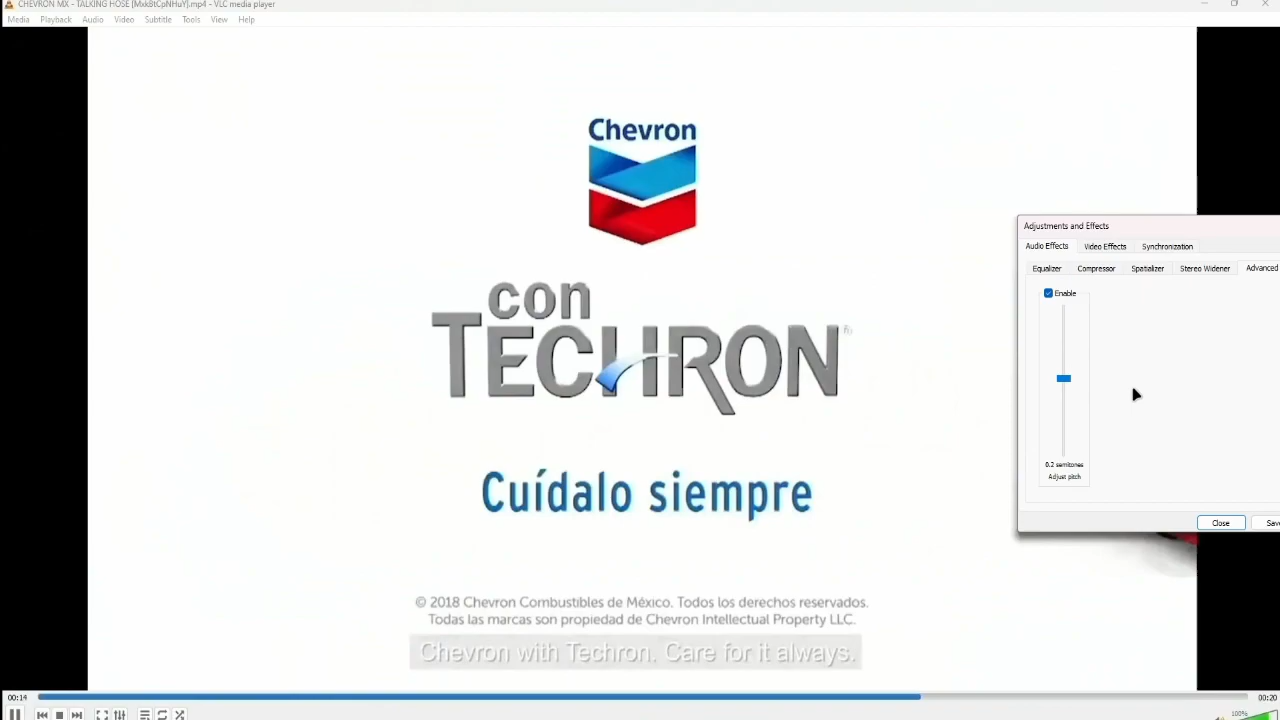 CHEVRON MX - TALKING HOSE [MxkBtCpNHuY].mp4 - VLC media player
Media Playback Audio Video Subtitle Tools View Help
Chevron
con
TECHRON
Cuídalo siempre
© 2018 Chevron Combustibles de México. Todos los derechos reservados.
Todas las marcas son propiedad de Chevron Intellectual Property LLC.
Chevron with Techron. Care for it always.
Adjustments and Effects
Audio Effects Video Effects Synchronization
Equalizer Compressor Spatializer Stereo Widener Advanced
Enable
0.2 semitones
Adjust pitch
Close Save
00:14 00:20
100%